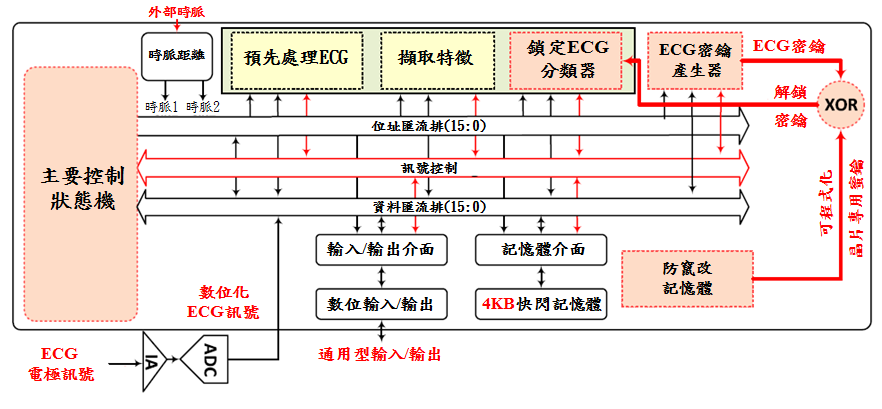 外部時脈
時脈距離
時脈1 時脈2
預先處理ECG
擷取特徵
鎖定ECG
分類器
ECG密鑰
產生器
ECG密鑰
解鎖
密鑰
XOR
位址匯流排(15:0)
訊號控制
資料匯流排(15:0)
主要控制
狀態機
輸入/輸出介面
記憶體介面
數位輸入/輸出
4KB快閃記憶體
防竄改
記憶體
可程式化
晶片專用蜜鑰
數位化
ECG訊號
ECG
電極訊號
IA
ADC
通用型輸入/輸出